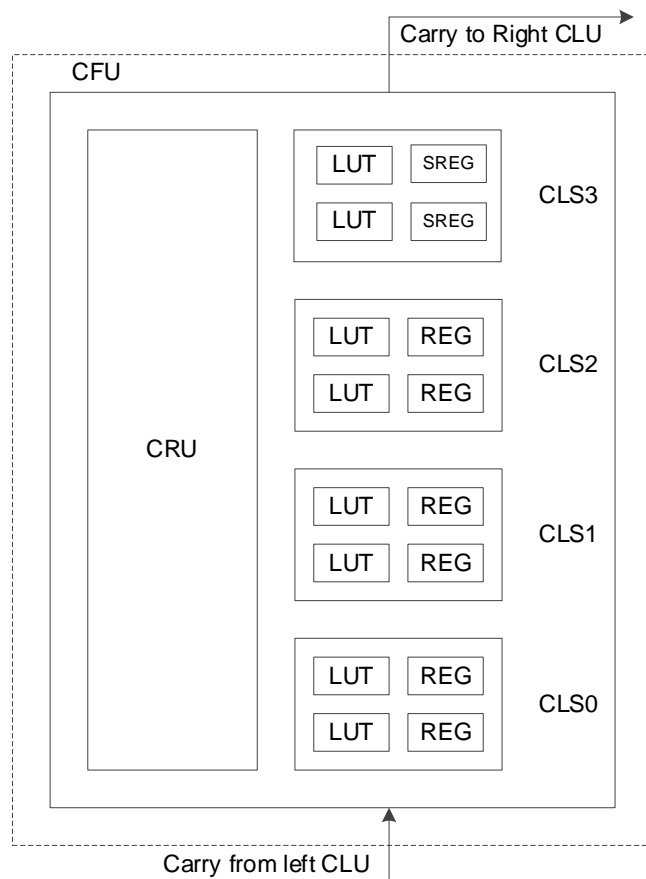 Carry to Right CLU
CFU
LUT SREG
LUT SREG
CLS3
LUT REG
LUT REG
CLS2
CRU
LUT REG
LUT REG
CLS1
LUT REG
LUT REG
CLS0
Carry from left CLU